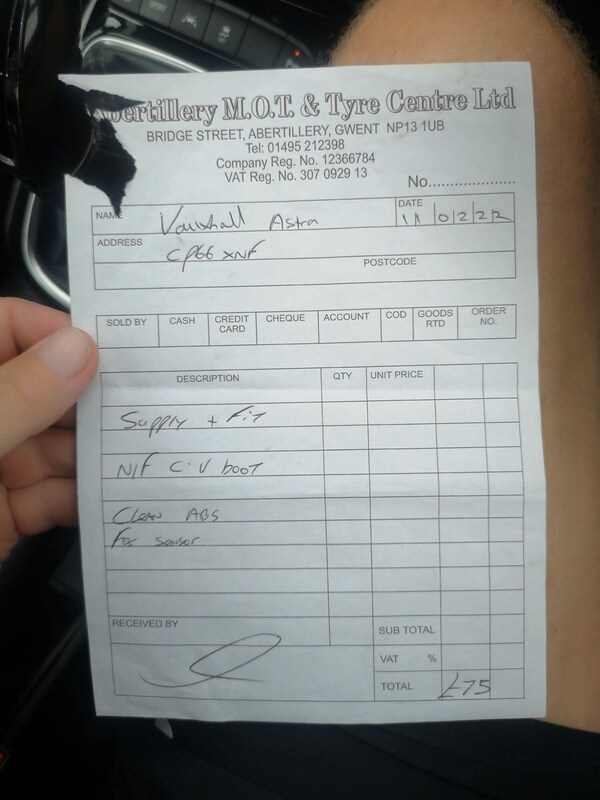 Abertillery M.O.T. & Tyre Centre Ltd
BRIDGE STREET, ABERTILLERY, GWENT NP13 1UB
Tel: 01495 212398
Company Reg. No. 12366784
VAT Reg. No. 307 0929 13
No....................
NAME Vauxhall Astra
DATE 11 02 22
ADDRESS CP66 XNF
POSTCODE
SOLD BY CASH CREDIT CARD CHEQUE ACCOUNT COD GOODS RTD ORDER NO.
DESCRIPTION QTY UNIT PRICE
Supply + Fit
N/F C.V boot
Clean ABS
For sensor
RECEIVED BY
SUB TOTAL
VAT %
TOTAL £75